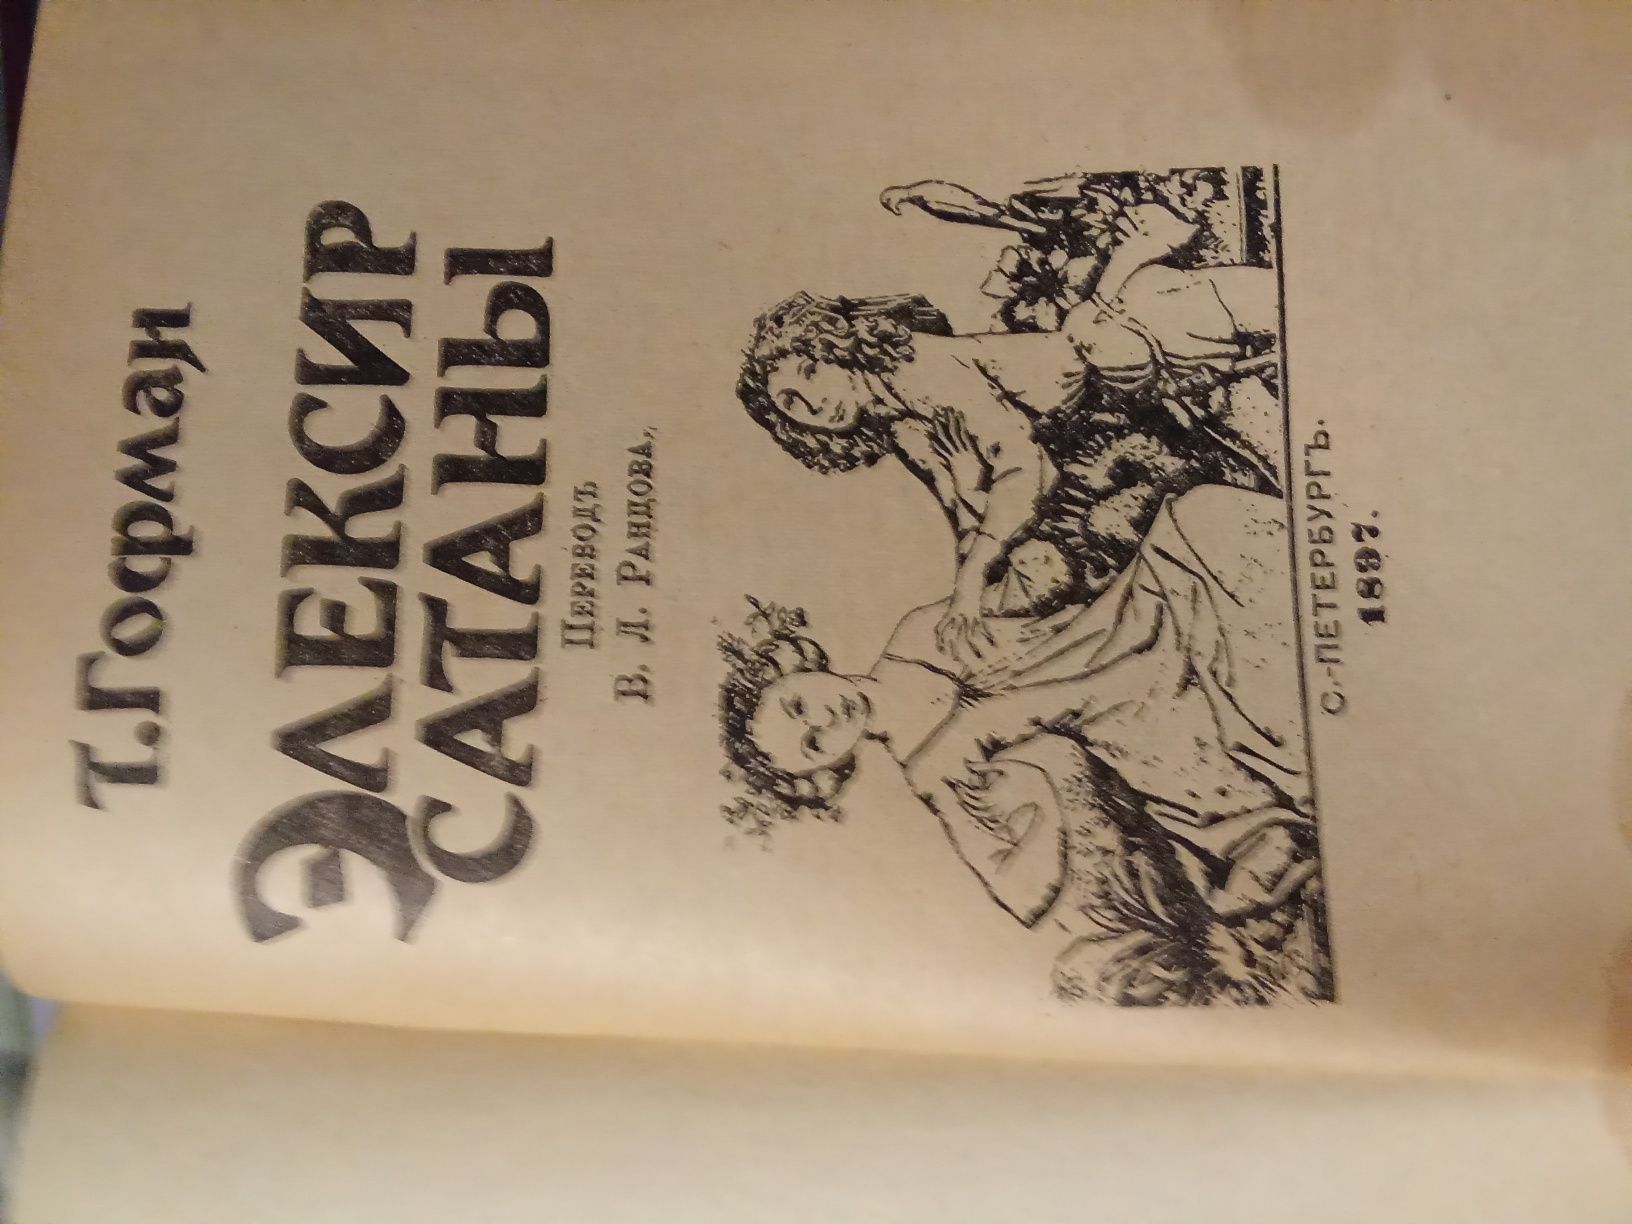 Т. Гофман
ЭЛЕКСИР
САТАНЫ
Переводъ
В. Л. Ранцова,
С.-ПЕТЕРБУРГЪ.
1897.